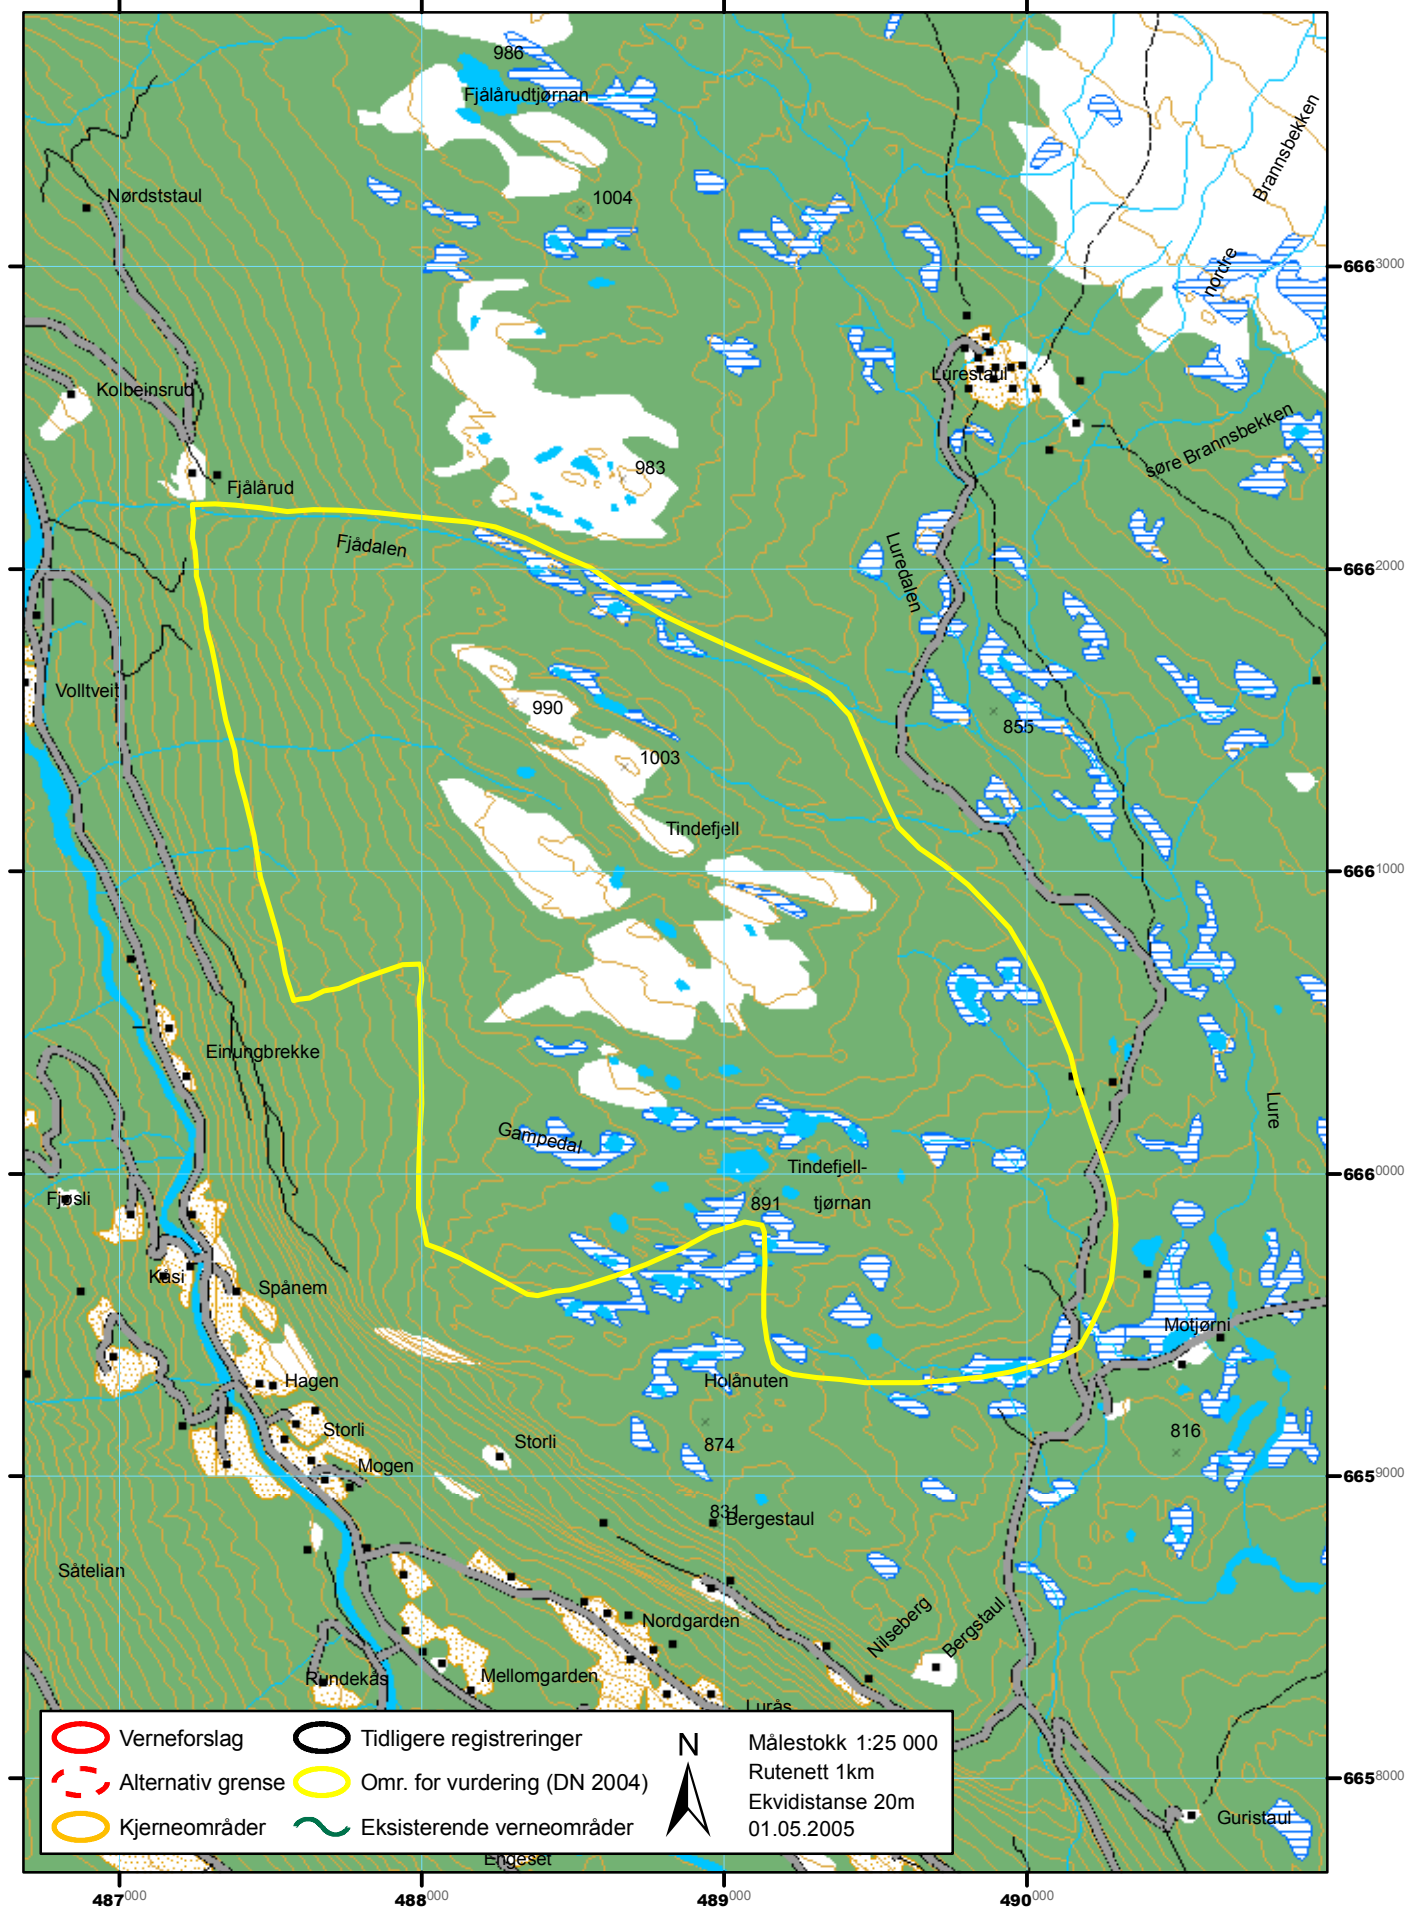 986
Fjålårudtjørnan
Brannsbekken
Nørdststaul
1004
nordre
666³⁰⁰⁰
Lurestaul
Kolbeinsrud
søre Brannsbekken
983
Fjålårud
Fjådalen
Luredalen
666²⁰⁰⁰
Volltveit
990
855
1003
Tindefjell
666¹⁰⁰⁰
Einungbrekke
Lure
Gampedal
Tindefjell-
tjørnan
666⁰⁰⁰⁰
Fjøsli
891
Kåsi
Spånem
Motjørni
Hagen
Holånuten
Storli
Storli
874
816
Mogen
665⁹⁰⁰⁰
831
Bergestaul
Såtelian
Nordgarden
Nilseberg
Bergstaul
Rundekås
Mellomgarden
Lurås
Verneforslag
Tidligere registreringer
N
Målestokk 1:25 000
Alternativ grense
Omr. for vurdering (DN 2004)
Rutenett 1km
665⁸⁰⁰⁰
Ekvidistanse 20m
Kjerneområder
Eksisterende verneområder
01.05.2005
Guristaul
Engeset
487⁰⁰⁰
488⁰⁰⁰
489⁰⁰⁰
490⁰⁰⁰